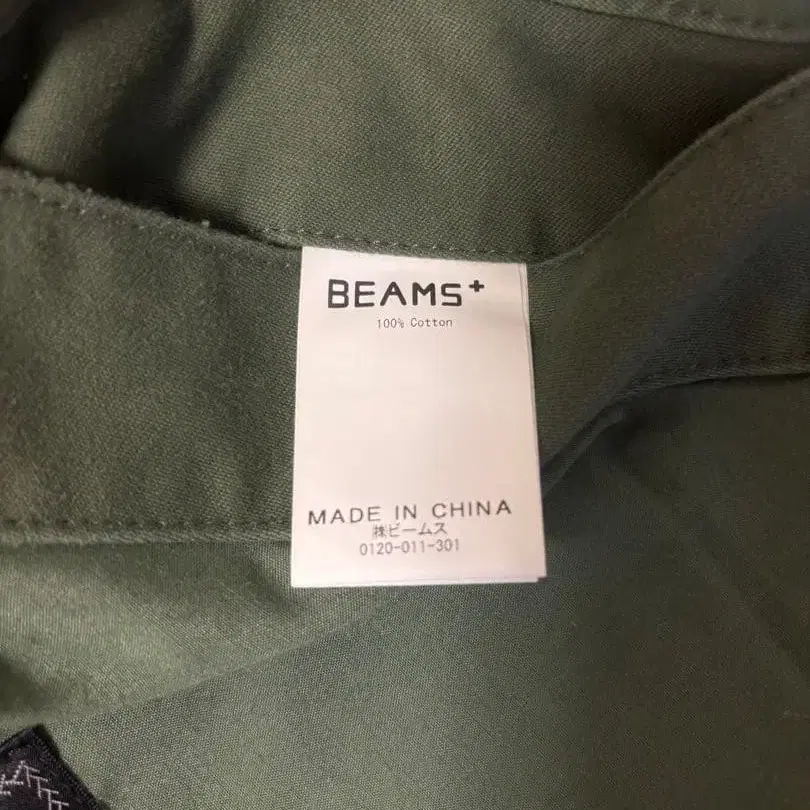 BEAMS+
100% Cotton
MADE IN CHINA
㈱ビームス
0120-011-301